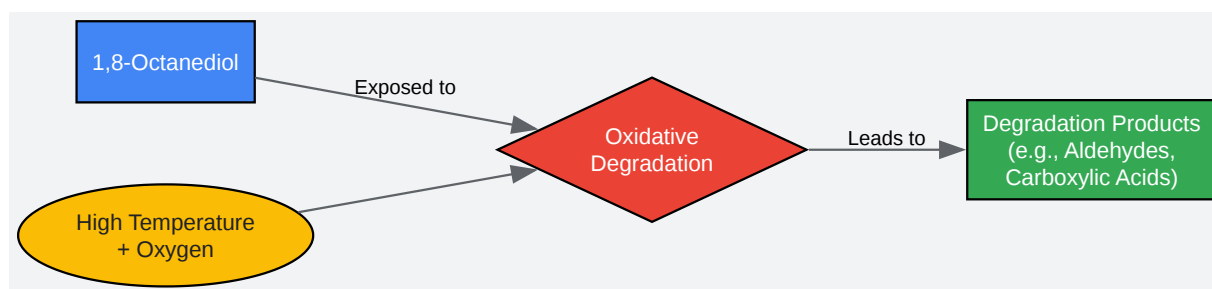 1,8-Octanediol
Exposed to
High Temperature
+ Oxygen
Oxidative
Degradation
Leads to
Degradation Products
(e.g., Aldehydes,
Carboxylic Acids)